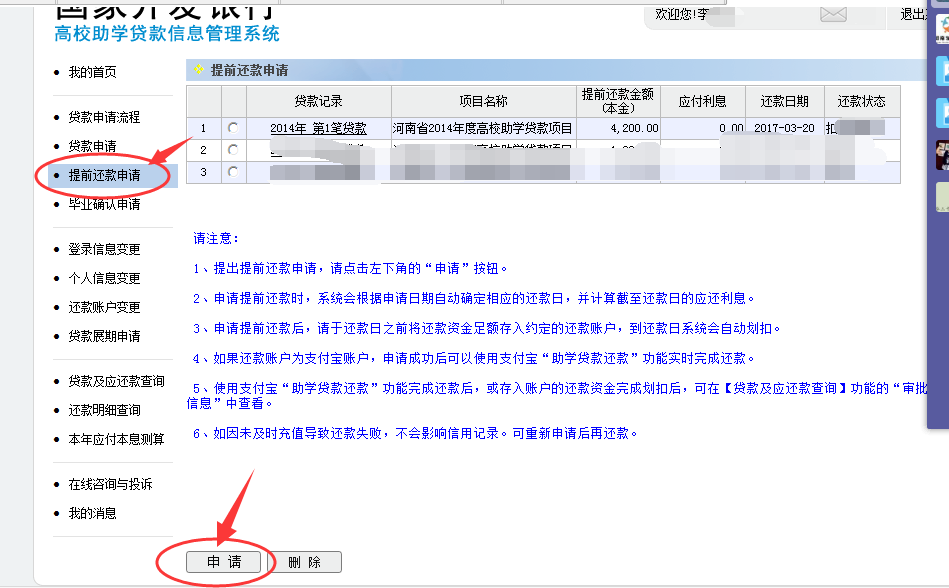 国家开发银行
高校助学贷款信息管理系统
欢迎您!李
退出
我的首页
贷款申请流程
贷款申请
提前还款申请
毕业确认申请
登录信息变更
个人信息变更
还款账户变更
贷款展期申请
贷款及应还款查询
还款明细查询
本年应付本息测算
在线咨询与投诉
我的消息
提前还款申请
贷款记录 项目名称 提前还款金额(本金) 应付利息 还款日期 还款状态
1 2014年 第1笔贷款 河南省2014年度高校助学贷款项目 4,200.00 0.00 2017-03-20 扣
2
3
请注意：
1、提出提前还款申请，请点击左下角的“申请”按钮。
2、申请提前还款时，系统会根据申请日期自动确定相应的还款日，并计算截至还款日的应还利息。
3、申请提前还款后，请于还款日之前将还款资金足额存入约定的还款账户，到还款日系统会自动划扣。
4、如果还款账户为支付宝账户，申请成功后可以使用支付宝“助学贷款还款”功能实时完成还款。
5、使用支付宝“助学贷款还款”功能完成还款后，或存入账户的还款资金完成划扣后，可在【贷款及应还款查询】功能的“审批
信息”中查看。
6、如因未及时充值导致还款失败，不会影响信用记录。可重新申请后再还款。
申 请 删 除